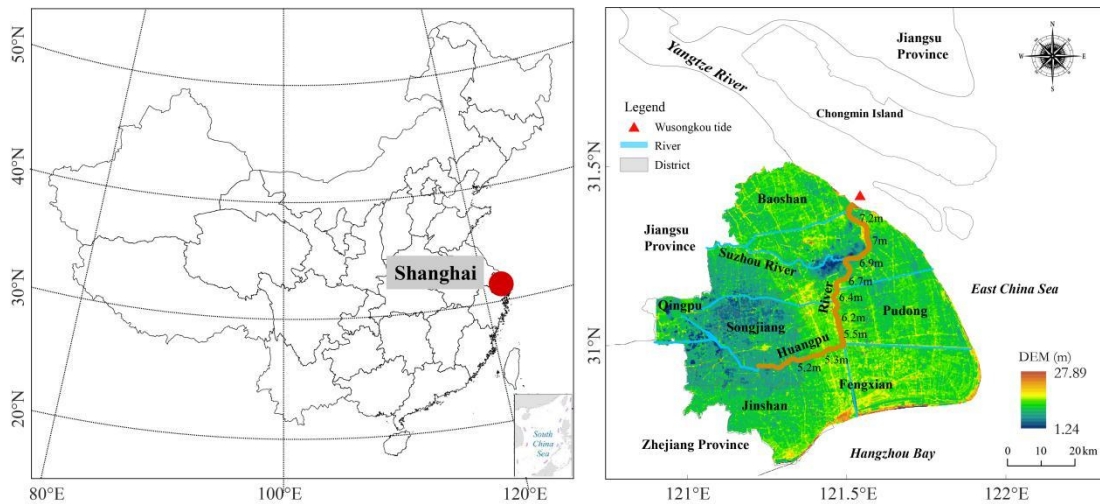 50°N
40°N
30°N
20°N
80°E
100°E
120°E
Shanghai
South
China
Sea
31.5°N
31°N
121°E
121.5°E
122°E
Jiangsu
Province
Yangtze River
Chongmin Island
Legend
Wusongkou tide
River
District
N
W
E
S
Baoshan
Jiangsu
Province
Suzhou River
7.2m
7m
6.9m
6.7m
6.4m
6.2m
5.5m
5.3m
5.2m
Qingpu
Songjiang
Huangpu
River
Pudong
East China Sea
Fengxian
Jinshan
Zhejiang Province
Hangzhou Bay
DEM (m)
27.89
1.24
0 10 20 km